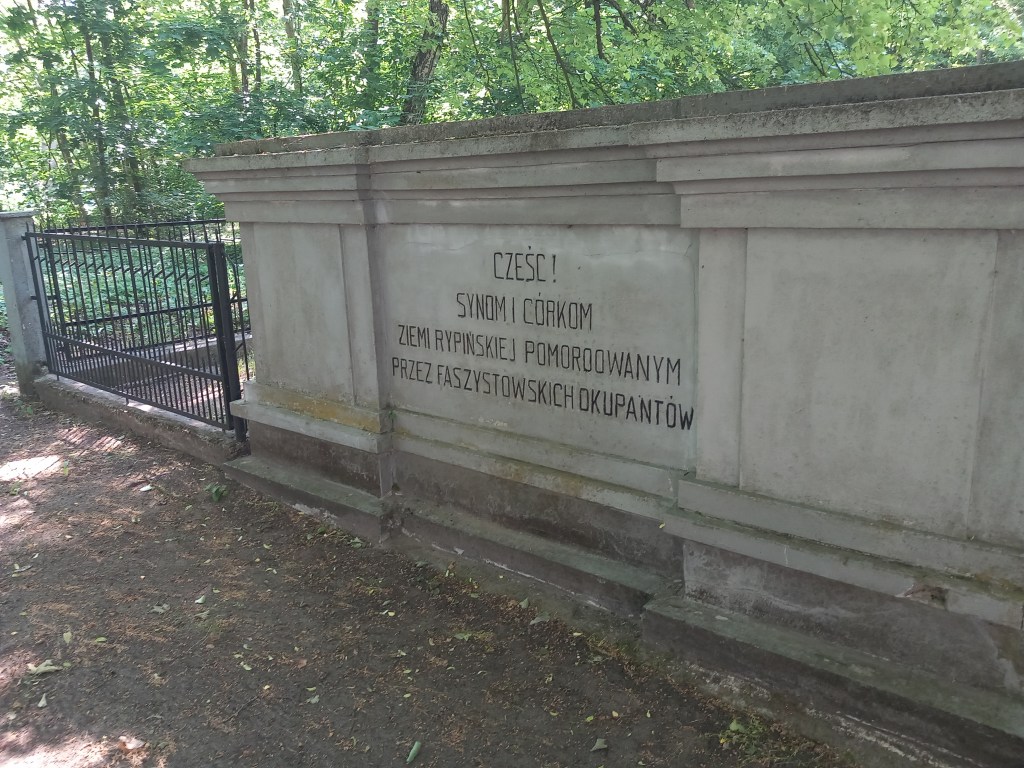 CZEŚĆ!
SYNOM I CÓRKOM
ZIEMI RYPIŃSKIEJ POMORDOWANYM
PRZEZ FASZYSTOWSKICH OKUPANTÓW